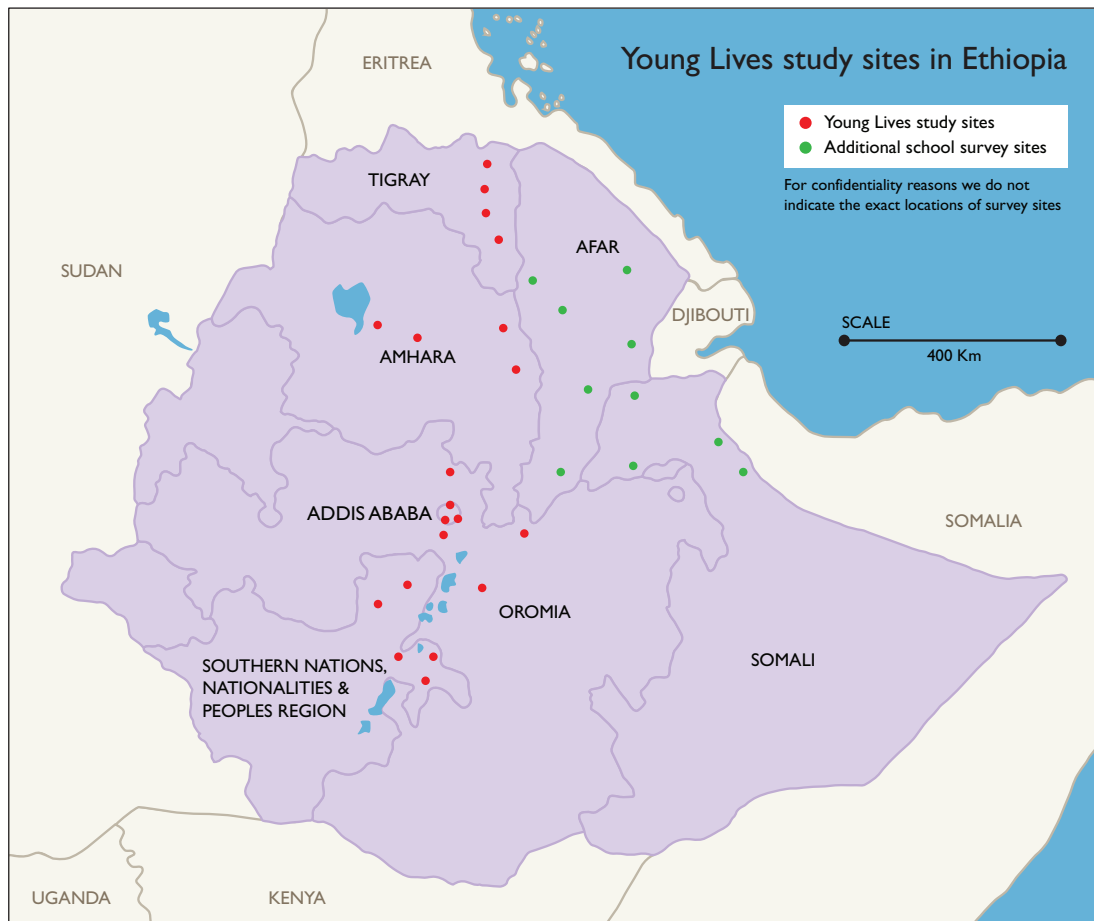 ERITREA
Young Lives study sites in Ethiopia
Young Lives study sites
Additional school survey sites
For confidentiality reasons we do not
indicate the exact locations of survey sites
TIGRAY
AFAR
SUDAN
DJIBOUTI
SCALE
400 Km
AMHARA
ADDIS ABABA
SOMALIA
OROMIA
SOUTHERN NATIONS,
NATIONALITIES &
PEOPLES REGION
SOMALI
UGANDA
KENYA